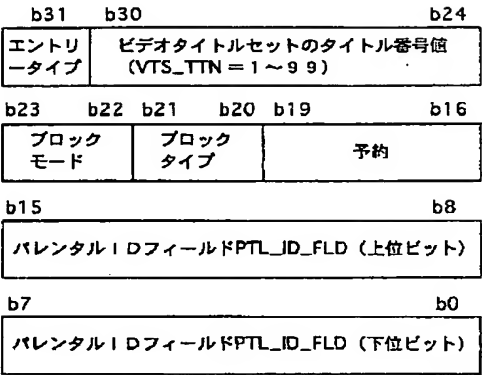 b31 b30 b24
エントリ ビデオタイトルセットのタイトル番号値
ータイプ （VTS_TTN＝1～99）
b23 b22 b21 b20 b19 b16
ブロック ブロック 予約
モード タイプ
b15 b8
パレンタルＩＤフィールドPTL_ID_FLD（上位ビット）
b7 b0
パレンタルＩＤフィールドPTL_ID_FLD（下位ビット）